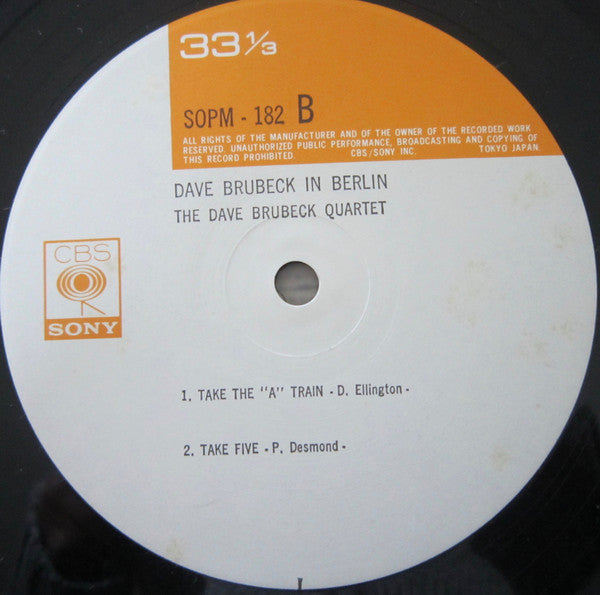 33 1/3
SOPM - 182 B
ALL RIGHTS OF THE MANUFACTURER AND OF THE OWNER OF THE RECORDED WORK
RESERVED UNAUTHORIZED PUBLIC PERFORMANCE, BROADCASTING AND COPYING OF
THIS RECORD PROHIBITED. CBS/SONY INC. TOKYO JAPAN.
DAVE BRUBECK IN BERLIN
THE DAVE BRUBECK QUARTET
CBS
SONY
1. TAKE THE "A" TRAIN - D. Ellington -
2. TAKE FIVE - P. Desmond -